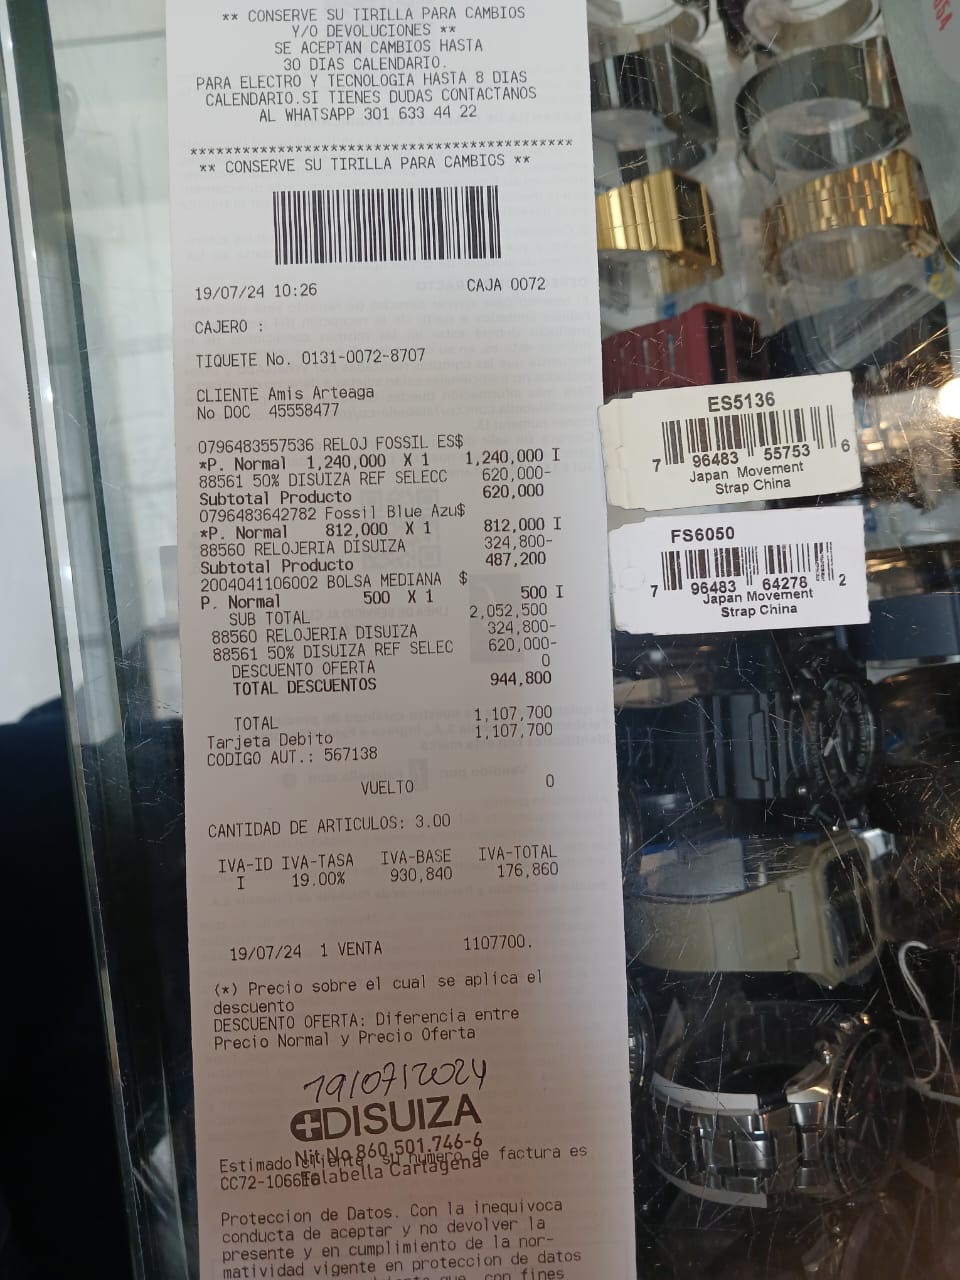 ** CONSERVE SU TIRILLA PARA CAMBIOS
Y/O DEVOLUCIONES **
SE ACEPTAN CAMBIOS HASTA
30 DIAS CALENDARIO.
PARA ELECTRO Y TECNOLOGIA HASTA 8 DIAS
CALENDARIO.SI TIENES DUDAS CONTACTANOS
AL WHATSAPP 301 633 44 22
******************************************
** CONSERVE SU TIRILLA PARA CAMBIOS **
19/07/24 10:26 CAJA 0072
CAJERO :
TIQUETE No. 0131-0072-8707
CLIENTE Amis Arteaga
No DOC 45558477
0796483557536 RELOJ FOSSIL ES$
*P. Normal 1,240,000 X 1 1,240,000 I
88561 50% DISUIZA REF SELECC 620,000-
Subtotal Producto 620,000
0796483642782 Fossil Blue Azu$
*P. Normal 812,000 X 1 812,000 I
88560 RELOJERIA DISUIZA 324,800-
Subtotal Producto 487,200
2004041106002 BOLSA MEDIANA $
P. Normal 500 X 1 500 I
SUB TOTAL 2,052,500
88560 RELOJERIA DISUIZA 324,800-
88561 50% DISUIZA REF SELEC 620,000-
DESCUENTO OFERTA 0
TOTAL DESCUENTOS 944,800
TOTAL 1,107,700
Tarjeta Debito 1,107,700
CODIGO AUT.: 567138
VUELTO 0
CANTIDAD DE ARTICULOS: 3.00
IVA-ID IVA-TASA IVA-BASE IVA-TOTAL
I 19.00% 930,840 176,860
19/07/24 1 VENTA 1107700.
(*) Precio sobre el cual se aplica el
descuento
DESCUENTO OFERTA: Diferencia entre
Precio Normal y Precio Oferta
19/07/2024
DISUIZA
Nit No 860.501.746-6
Falabella Cartagena
Estimado cliente su numero de factura es
CC72-106616
Proteccion de Datos. Con la inequivoca
conducta de aceptar y no devolver la
presente y en cumplimiento de la nor-
matividad vigente en proteccion de datos
que, con fines
ES5136
7 96483 55753 6
Japan Movement
Strap China
FS6050
7 96483 64278 2
Japan Movement
Strap China